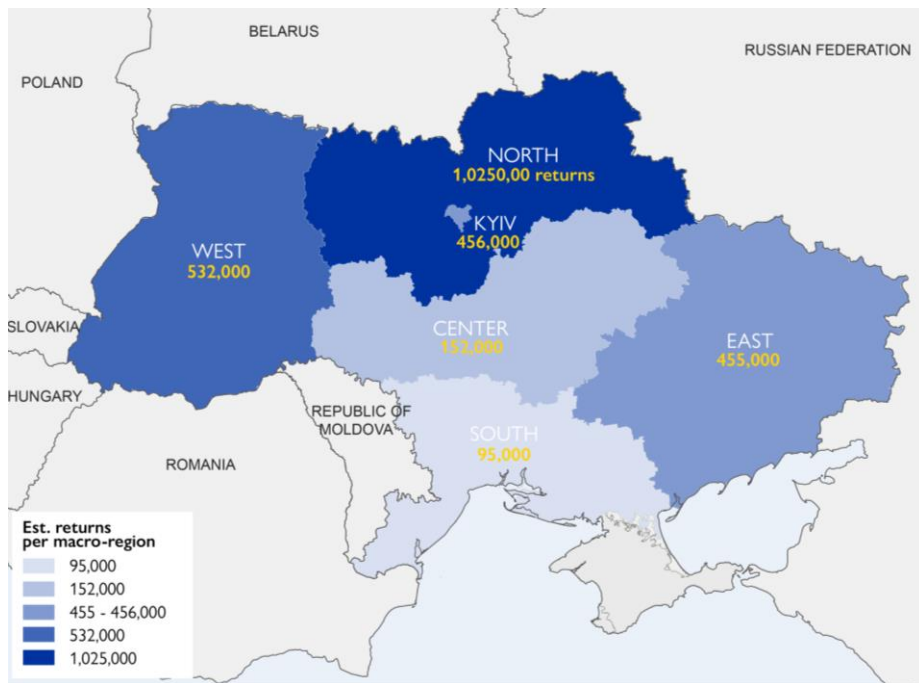 BELARUS
RUSSIAN FEDERATION
POLAND
NORTH
1,0250,00 returns
KYIV
456,000
WEST
532,000
SLOVAKIA
CENTER
152,000
EAST
455,000
HUNGARY
REPUBLIC OF
MOLDOVA
SOUTH
95,000
ROMANIA
Est. returns
per macro-region
95,000
152,000
455 - 456,000
532,000
1,025,000